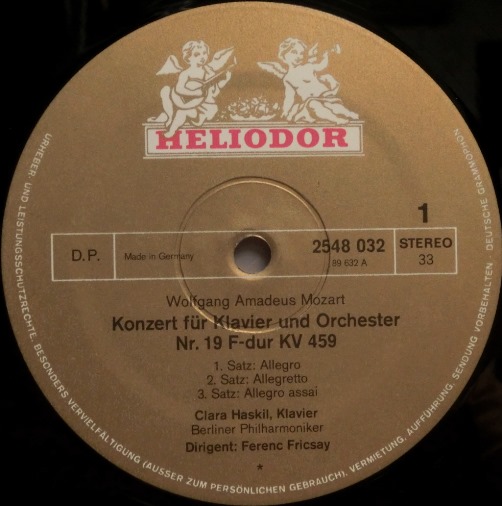 HELIODOR
1
D.P.
Made in Germany
2548 032
89 632 A
STEREO
33
Wolfgang Amadeus Mozart
Konzert für Klavier und Orchester
Nr. 19 F-dur KV 459
1. Satz: Allegro
2. Satz: Allegretto
3. Satz: Allegro assai
Clara Haskil, Klavier
Berliner Philharmoniker
Dirigent: Ferenc Fricsay
*
URHEBER- UND LEISTUNGSSCHUTZRECHTE, BESONDERS VERVIELFÄLTIGUNG (AUSSER ZUM PERSÖNLICHEN GEBRAUCH), VERMIETUNG, AUFFÜHRUNG, SENDUNG VORBEHALTEN · DEUTSCHE GRAMMOPHON